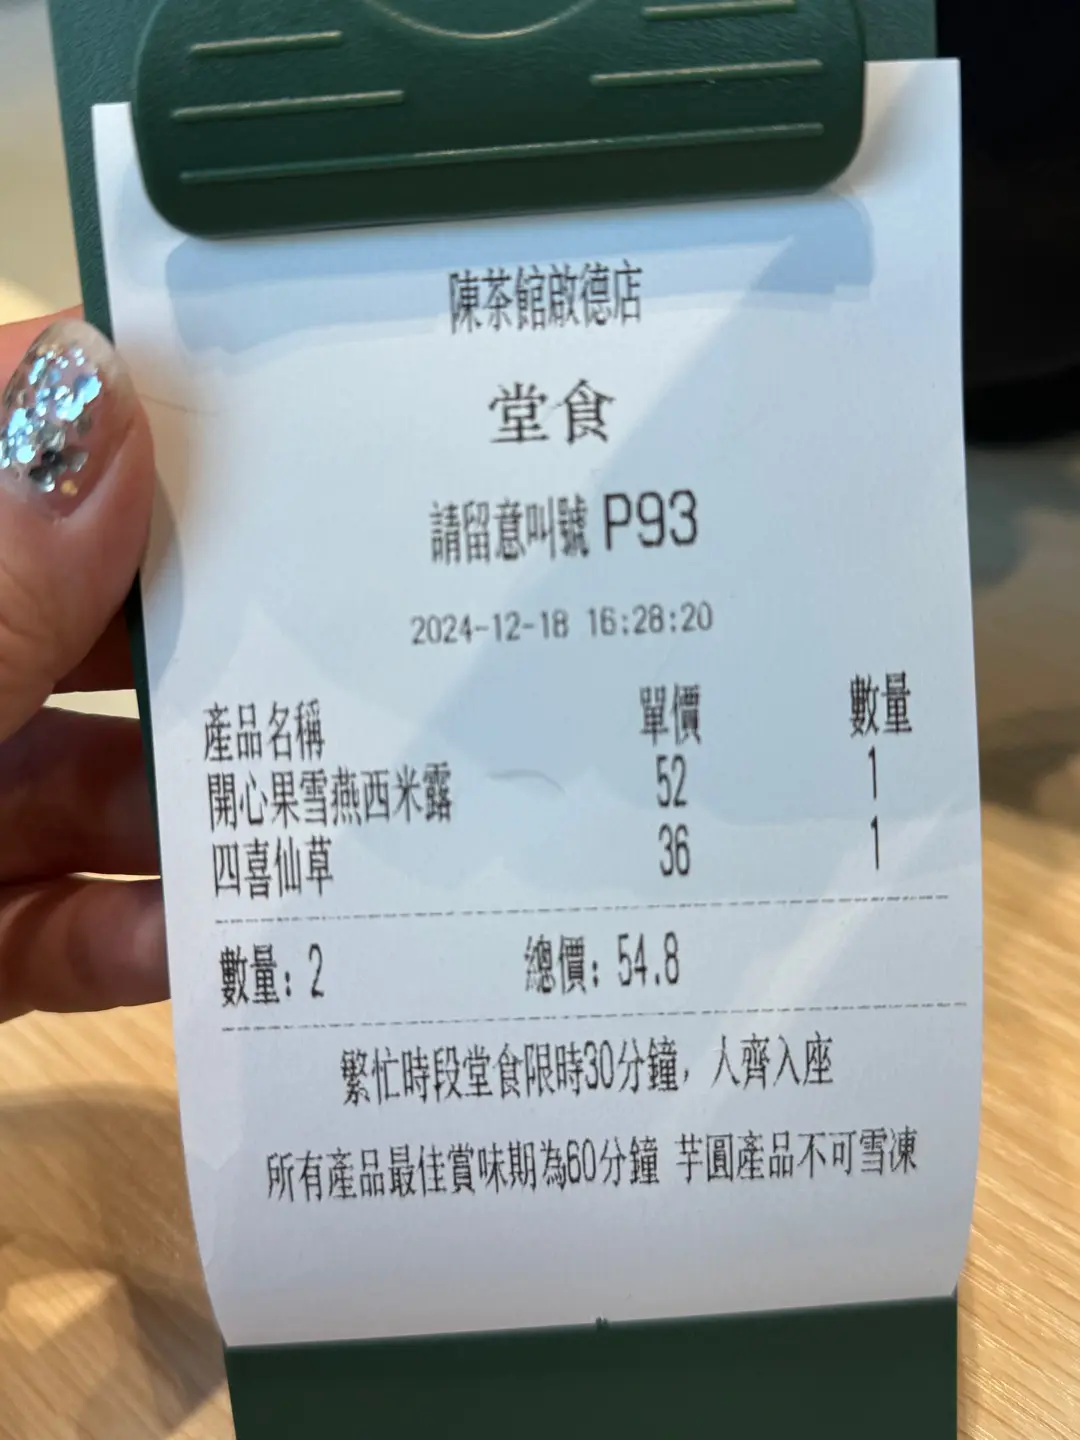 陳茶館啟德店
堂食
請留意叫號 P93
2024-12-18 16:28:20
產品名稱 單價 數量
開心果雪燕西米露 52 1
四喜仙草 36 1
數量: 2 總價: 54.8
繁忙時段堂食限時30分鐘，人齊入座
所有產品最佳賞味期為60分鐘 芋圓產品不可雪凍